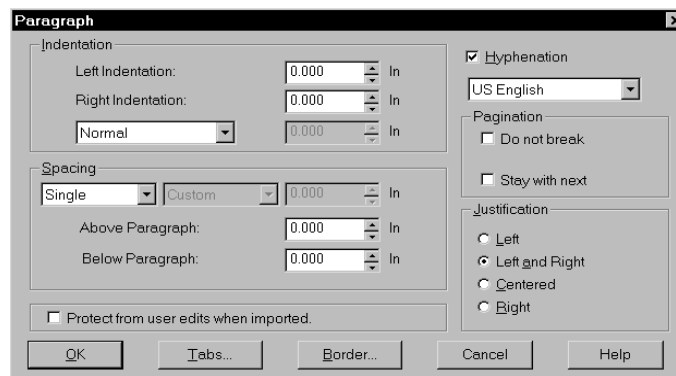 Paragraph
Indentation
Left Indentation: 0.000 In
Right Indentation: 0.000 In
Normal 0.000 In
Spacing
Single Custom 0.000 In
Above Paragraph: 0.000 In
Below Paragraph: 0.000 In
Protect from user edits when imported.
Hyphenation
US English
Pagination
Do not break
Stay with next
Justification
Left
Left and Right
Centered
Right
OK Tabs... Border... Cancel Help